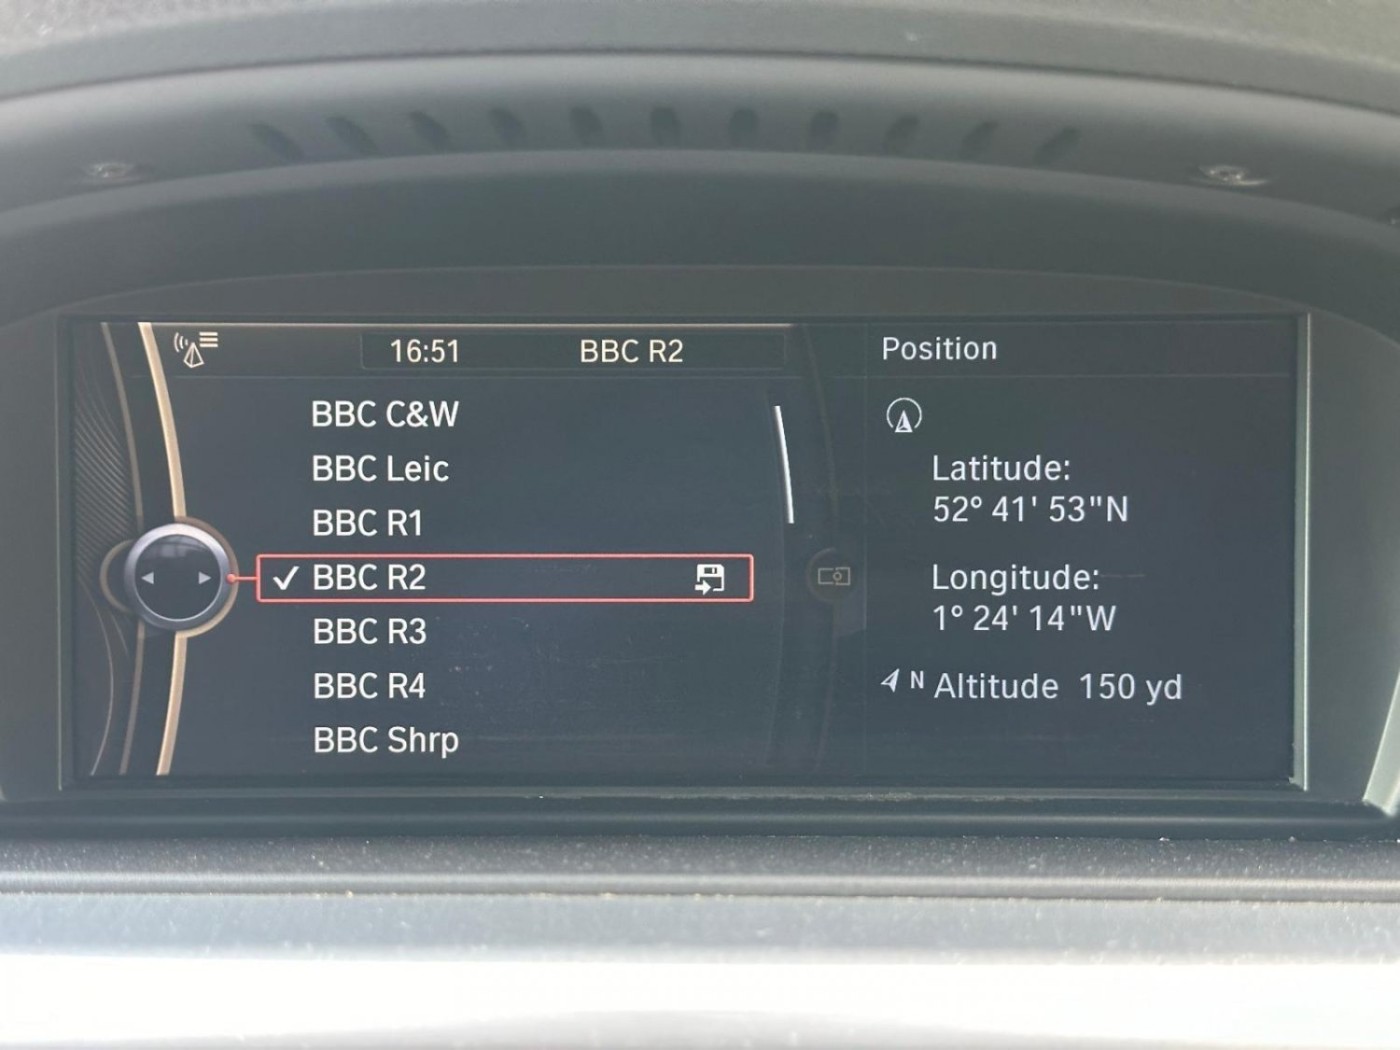 16:51 BBC R2
BBC C&W
BBC Leic
BBC R1
BBC R2
BBC R3
BBC R4
BBC Shrp
Position
Latitude:
52° 41' 53"N
Longitude:
1° 24' 14"W
N Altitude 150 yd